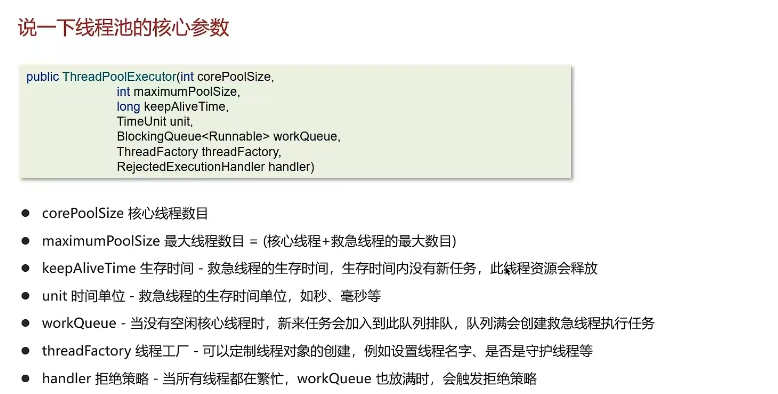 说一下线程池的核心参数
public ThreadPoolExecutor(int corePoolSize,
int maximumPoolSize,
long keepAliveTime,
TimeUnit unit,
BlockingQueue<Runnable> workQueue,
ThreadFactory threadFactory,
RejectedExecutionHandler handler)
● corePoolSize 核心线程数目
● maximumPoolSize 最大线程数目 = (核心线程+救急线程的最大数目)
● keepAliveTime 生存时间 - 救急线程的生存时间，生存时间内没有新任务，此线程资源会释放
● unit 时间单位 - 救急线程的生存时间单位，如秒、毫秒等
● workQueue - 当没有空闲核心线程时，新来任务会加入到此队列排队，队列满会创建救急线程执行任务
● threadFactory 线程工厂 - 可以定制线程对象的创建，例如设置线程名字、是否是守护线程等
● handler 拒绝策略 - 当所有线程都在繁忙，workQueue 也放满时，会触发拒绝策略